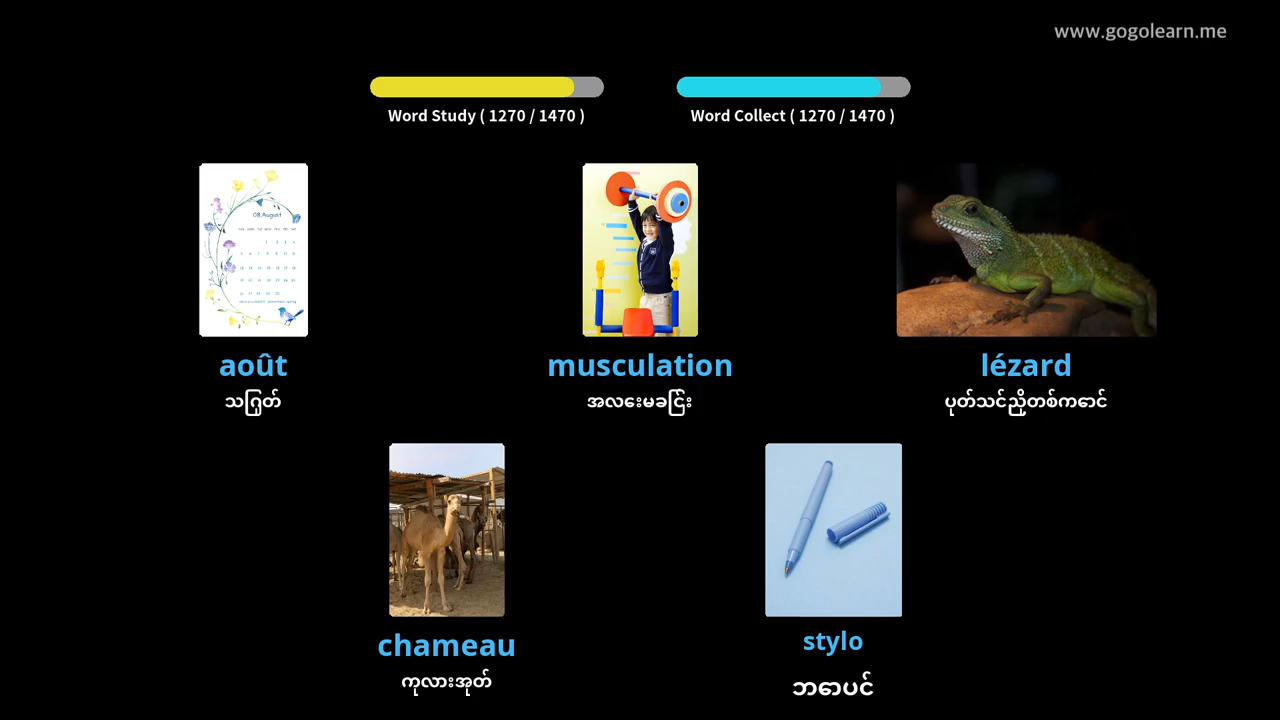 www.gogolearn.me
Word Study ( 1270 / 1470 )
Word Collect ( 1270 / 1470 )
08.August
août
musculation
lézard
သဂြုတ်
အလေးမခြင်း
ပုတ်သင်ညိုတစ်ကောင်
chameau
stylo
ကုလားအုတ်
ဘောပင်